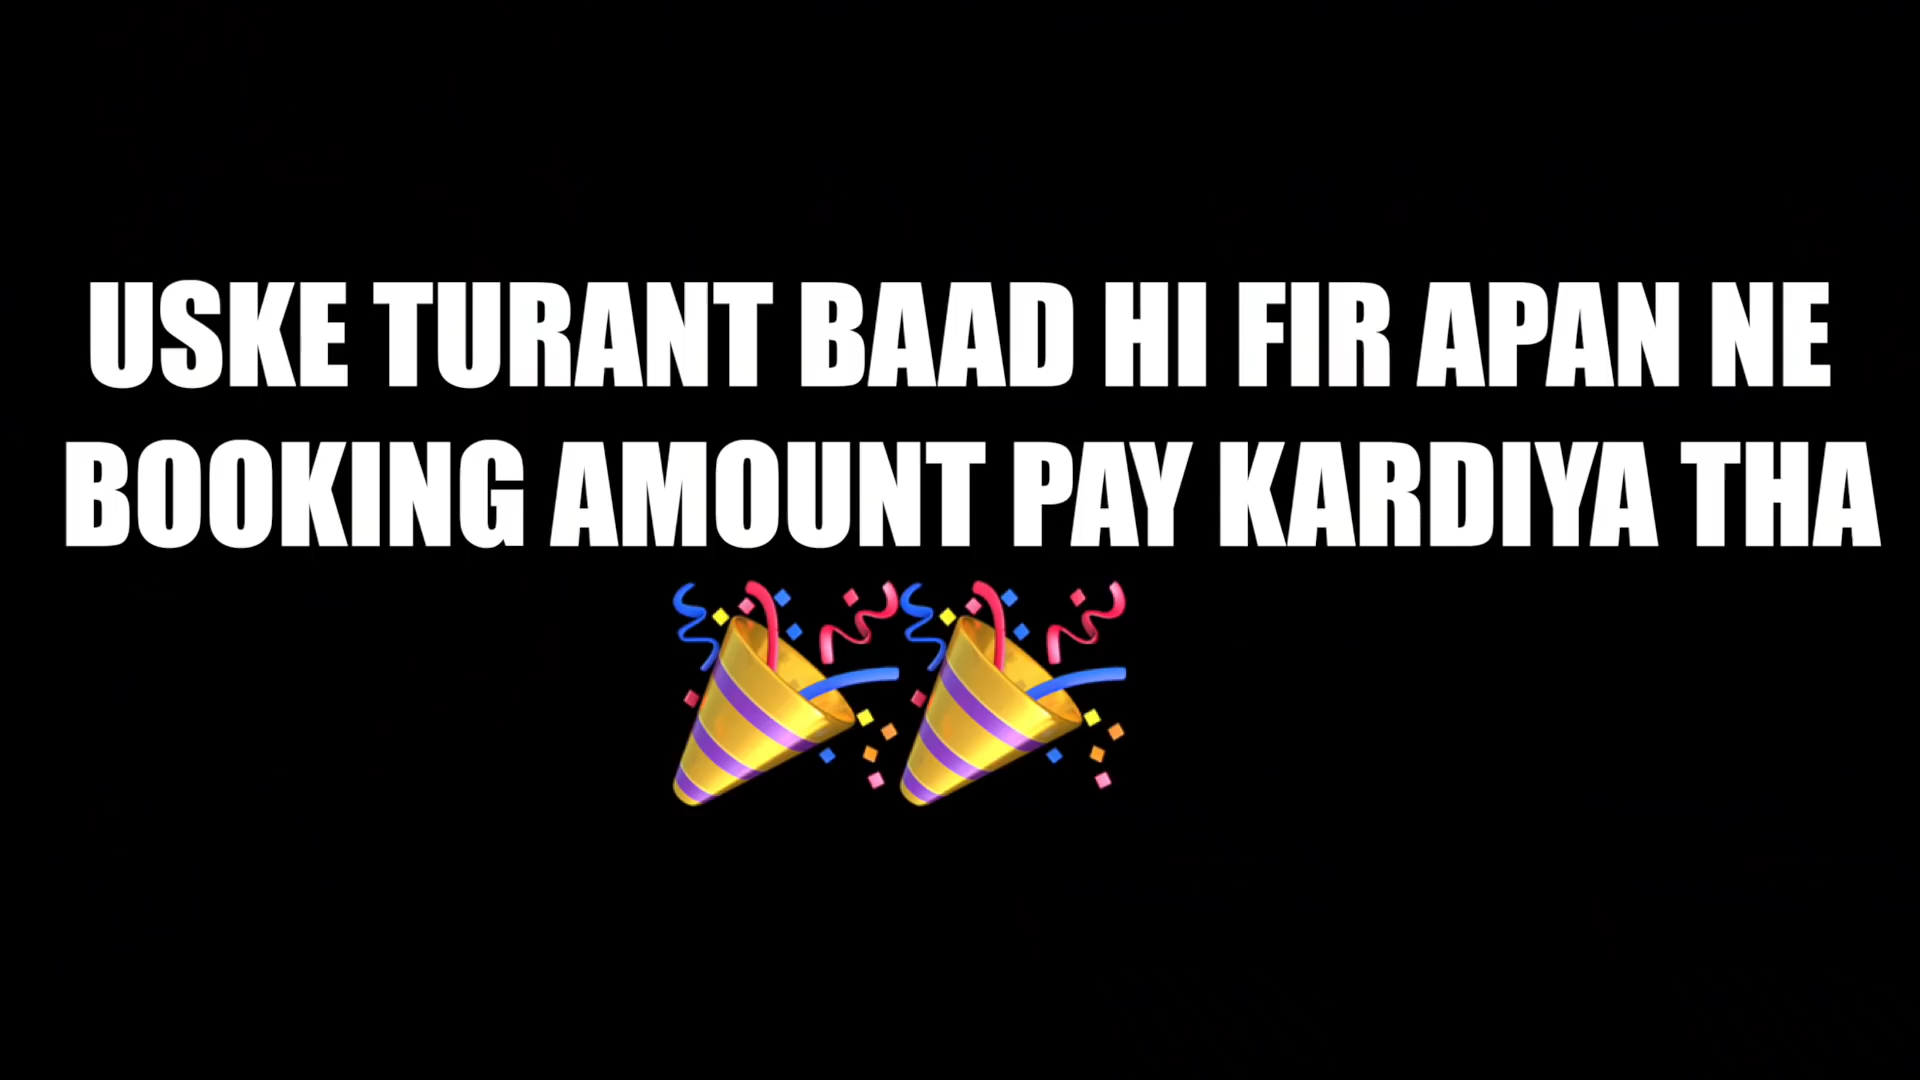 USKE TURANT BAAD HI FIR APAN NE
BOOKING AMOUNT PAY KARDIYA THA
🎉🎉